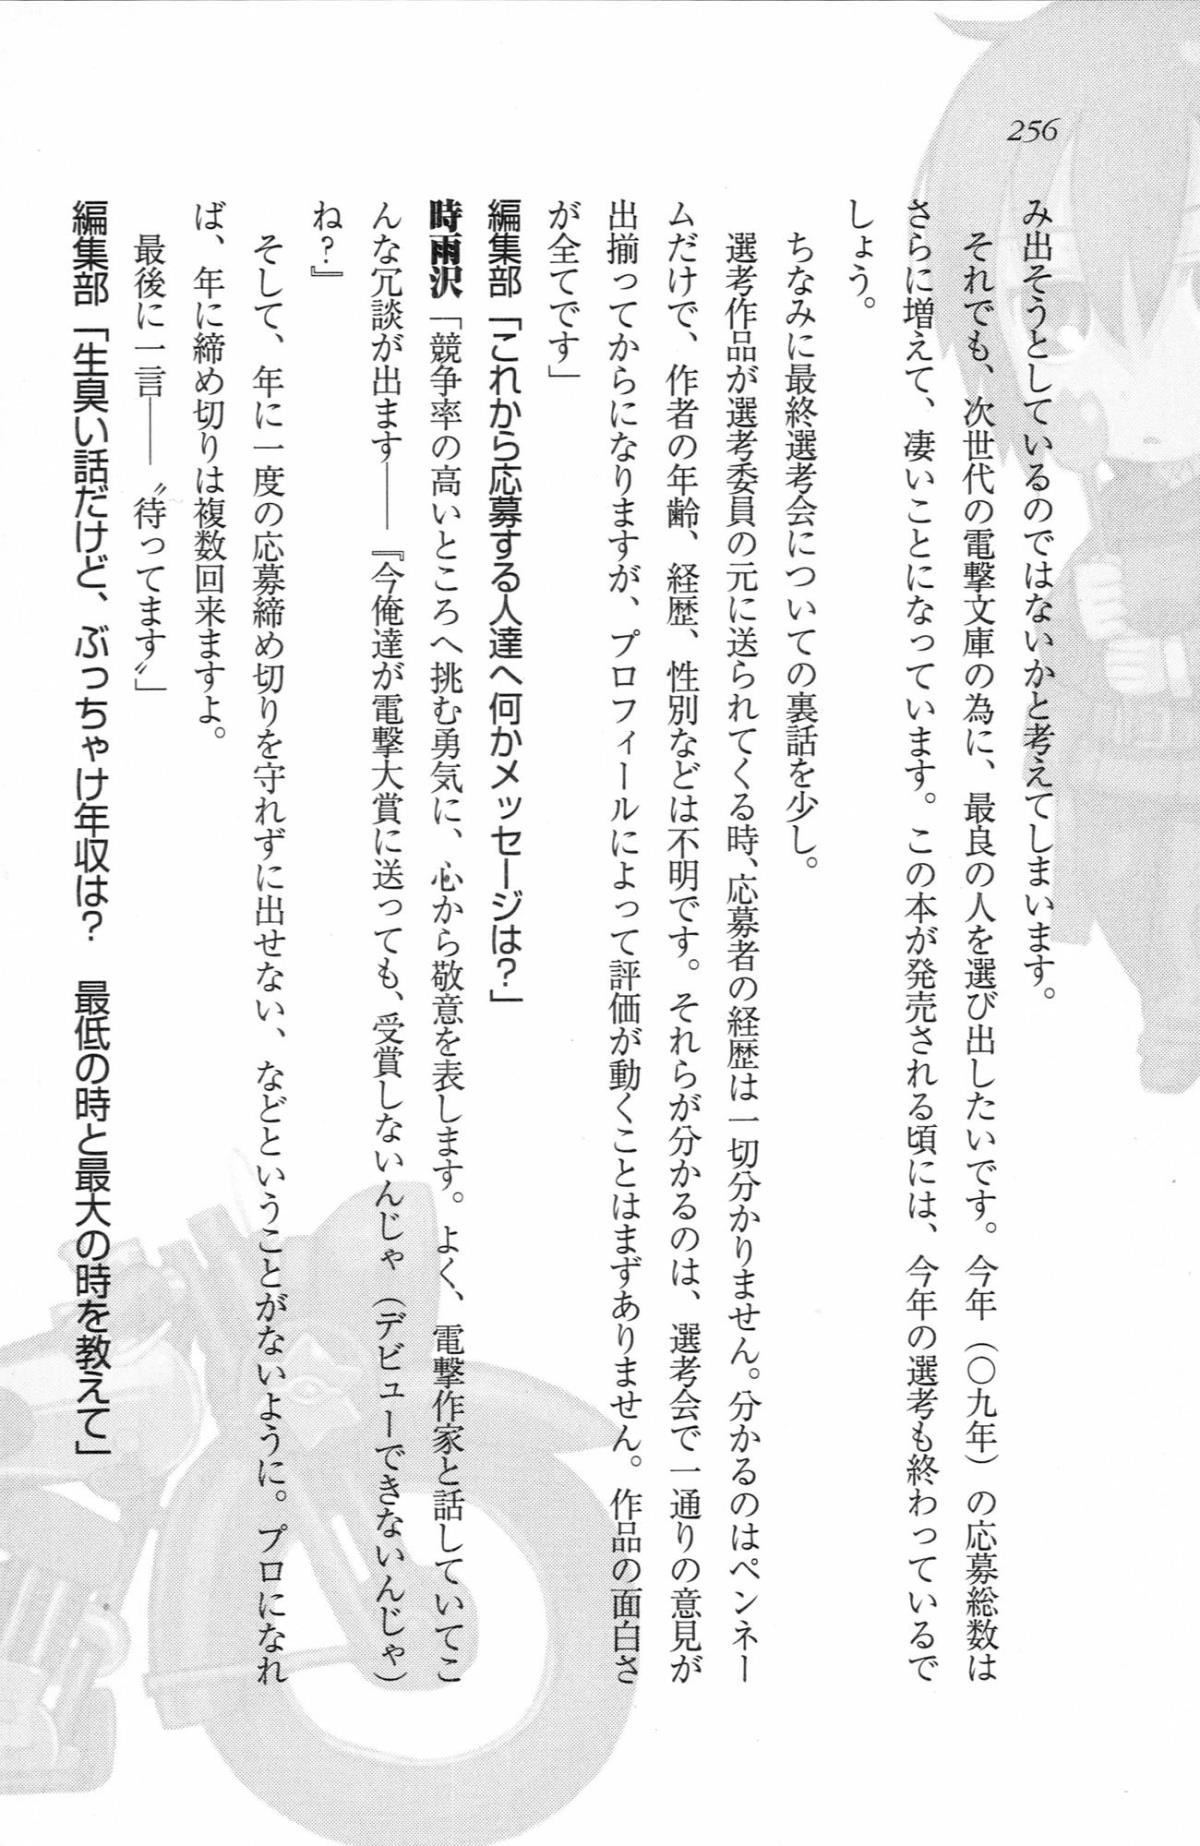 256
み出そうとしているのではないかと考えてしまいます。
それでも、次世代の電撃文庫の為に、最良の人を選び出したいです。今年（〇九年）の応募総数は
さらに増えて、凄いことになっています。この本が発売される頃には、今年の選考も終わっているで
しょう。
ちなみに最終選考会についての裏話を少し。
選考作品が選考委員の元に送られてくる時、応募者の経歴は一切分かりません。分かるのはペンネー
ムだけで、作者の年齢、経歴、性別などは不明です。それらが分かるのは、選考会で一通りの意見が
出揃ってからになりますが、プロフィールによって評価が動くことはまずありません。作品の面白さ
が全てです」
編集部「これから応募する人達へ何かメッセージは？」
時雨沢「競争率の高いところへ挑む勇気に、心から敬意を表します。よく、電撃作家と話していてこ
んな冗談が出ます――『今俺達が電撃大賞に送っても、受賞しないんじゃ（デビューできないんじゃ）
ね？』
そして、年に一度の応募締め切りを守れずに出せない、などということがないように。プロになれ
ば、年に締め切りは複数回来ますよ。
最後に一言――〝待ってます〟」
編集部「生臭い話だけど、ぶっちゃけ年収は？　最低の時と最大の時を教えて」